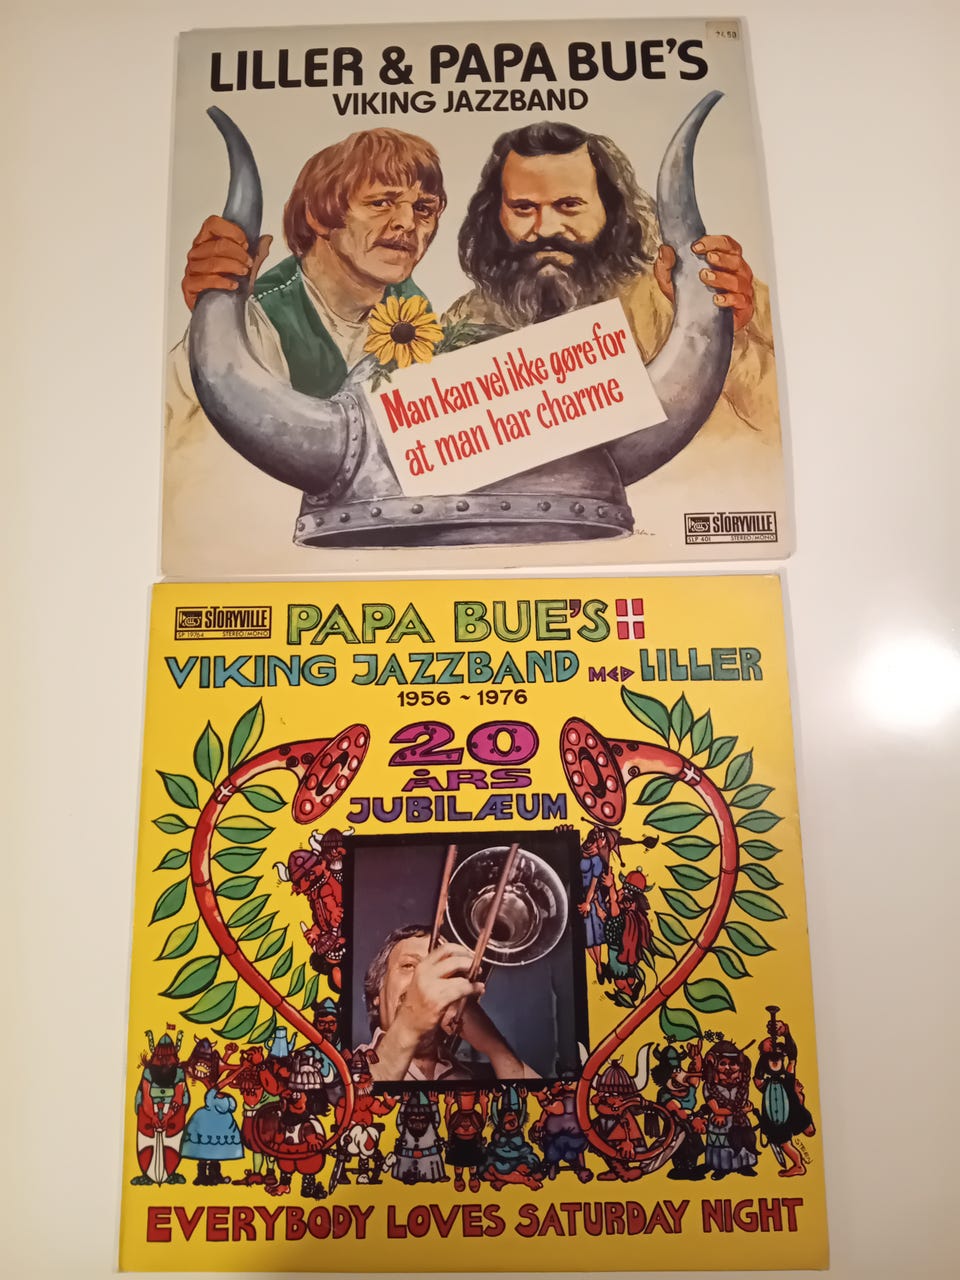 LILLER & PAPA BUE'S
VIKING JAZZBAND
Man kan vel ikke gøre for
at man har charme
STORYVILLE
SLP 401 STEREO/MONO
STORYVILLE
SP 19764 STEREO/MONO
PAPA BUE'S
VIKING JAZZBAND MED LILLER
1956 ~ 1976
20
ÅRS
JUBILÆUM
EVERYBODY LOVES SATURDAY NIGHT